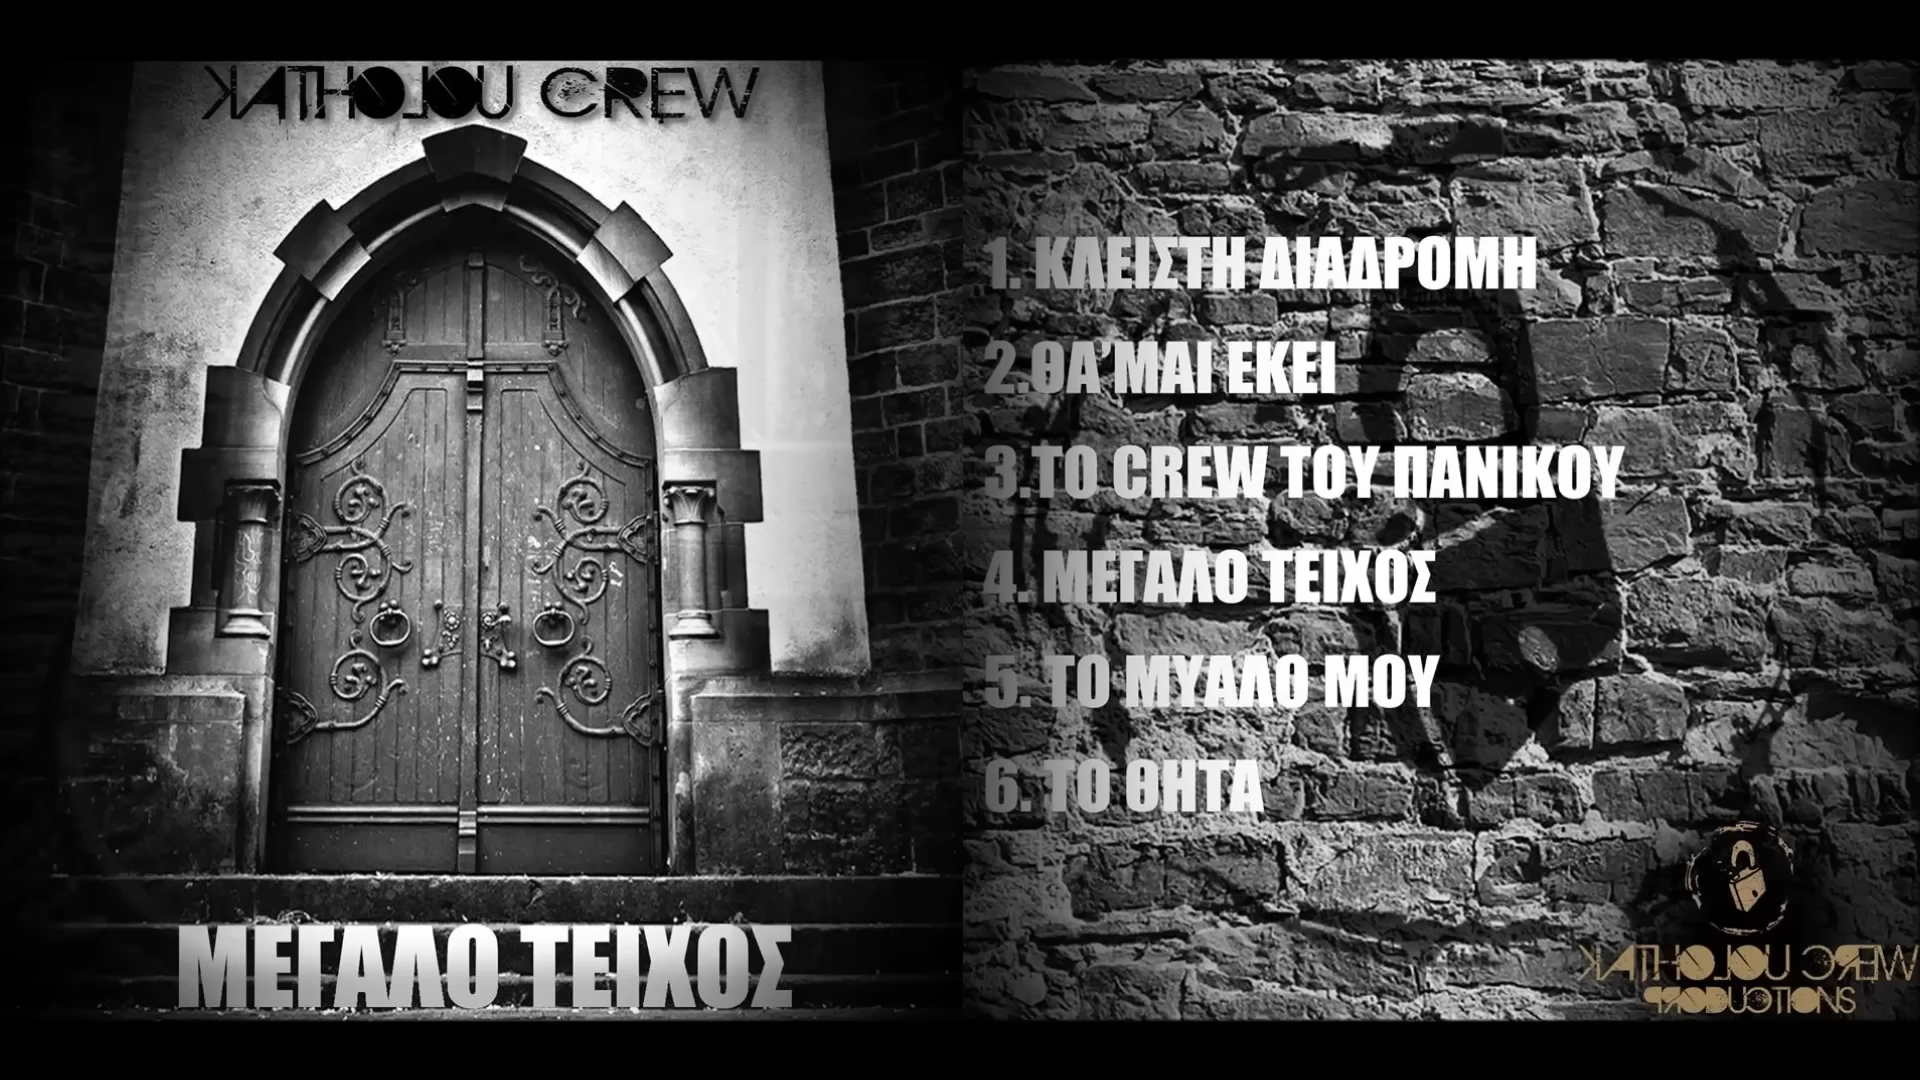 KATHOLOU CREW
ΜΕΓΑΛΟ ΤΕΙΧΟΣ
1. ΚΛΕΙΣΤΗ ΔΙΑΔΡΟΜΗ
2.ΘΑ'ΜΑΙ ΕΚΕΙ
3.ΤΟ CREW ΤΟΥ ΠΑΝΙΚΟΥ
4. ΜΕΓΑΛΟ ΤΕΙΧΟΣ
5. ΤΟ ΜΥΑΛΟ ΜΟΥ
6. ΤΟ ΘΗΤΑ
KATHOLOU CREW
PRODUCTIONS